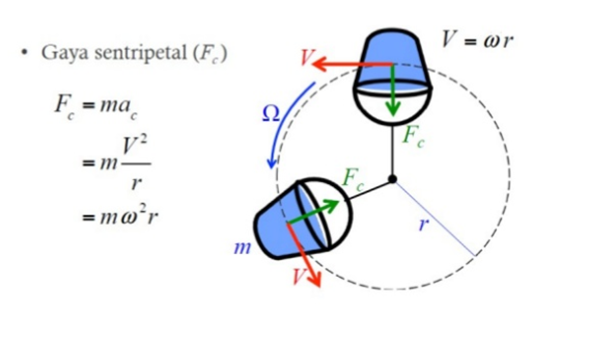 • Gaya sentripetal (F_c)
F_c = ma_c
= m V²/r
= mω²r
V = ωr
V
Ω
F_c
F_c
r
m
V